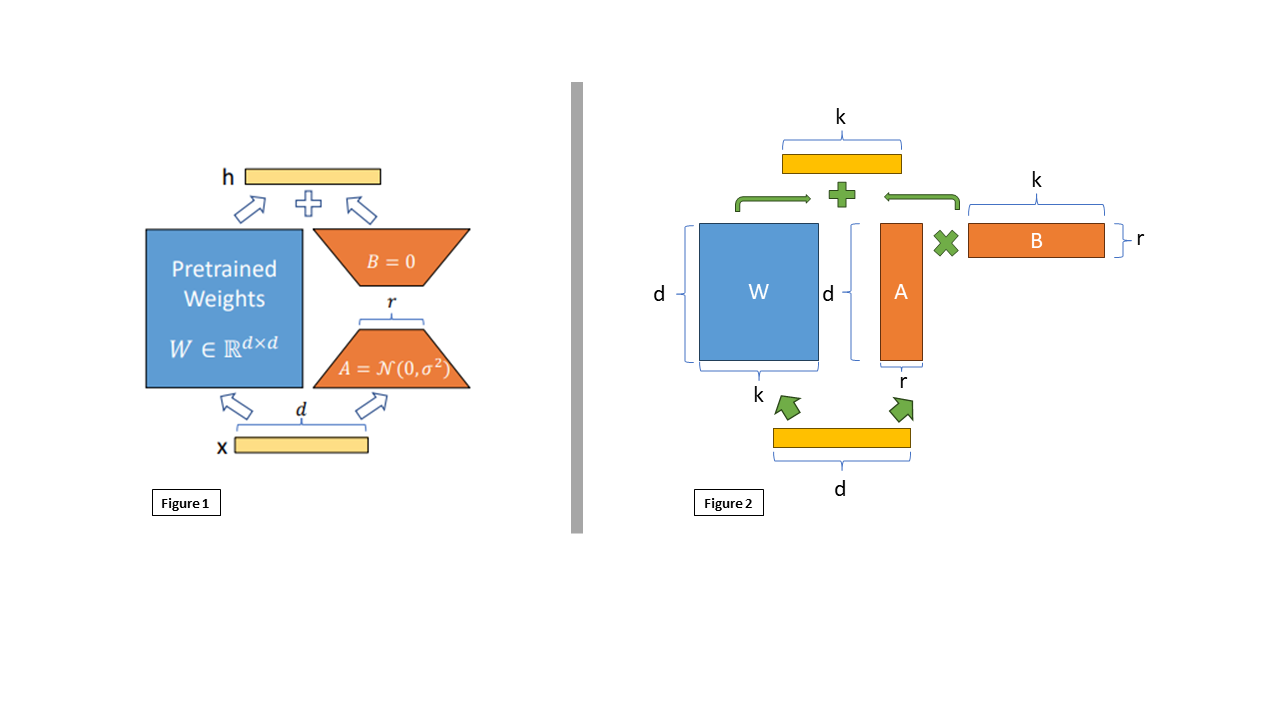 h
Pretrained
Weights
W ∈ ℝ^{d×d}
B = 0
r
A = 𝒩(0, σ²)
d
x
Figure 1
k
k
d
W
d
A
B
r
k
r
d
Figure 2